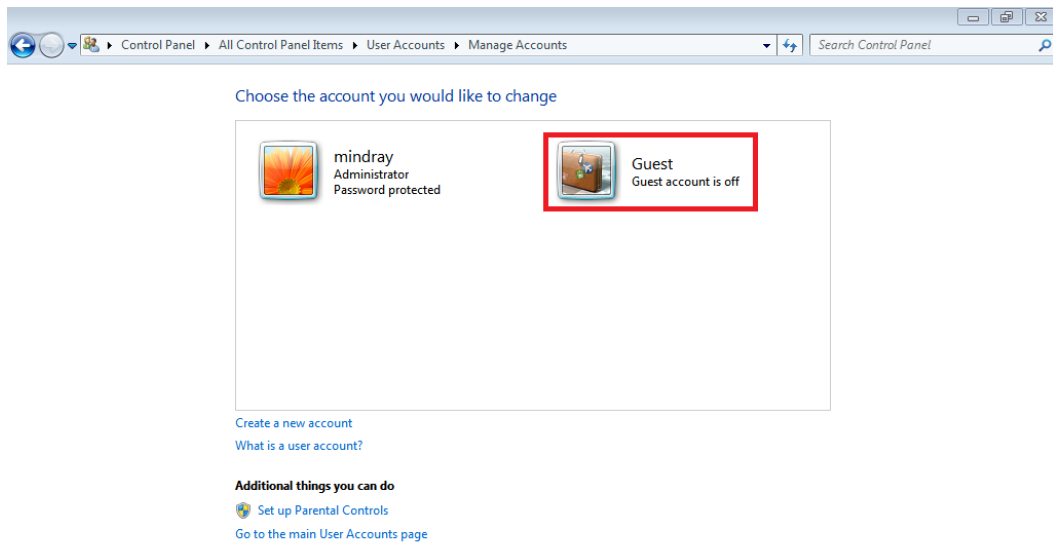 Control Panel All Control Panel Items User Accounts Manage Accounts Search Control Panel
Choose the account you would like to change
mindray
Administrator
Password protected
Guest
Guest account is off
Create a new account
What is a user account?
Additional things you can do
Set up Parental Controls
Go to the main User Accounts page